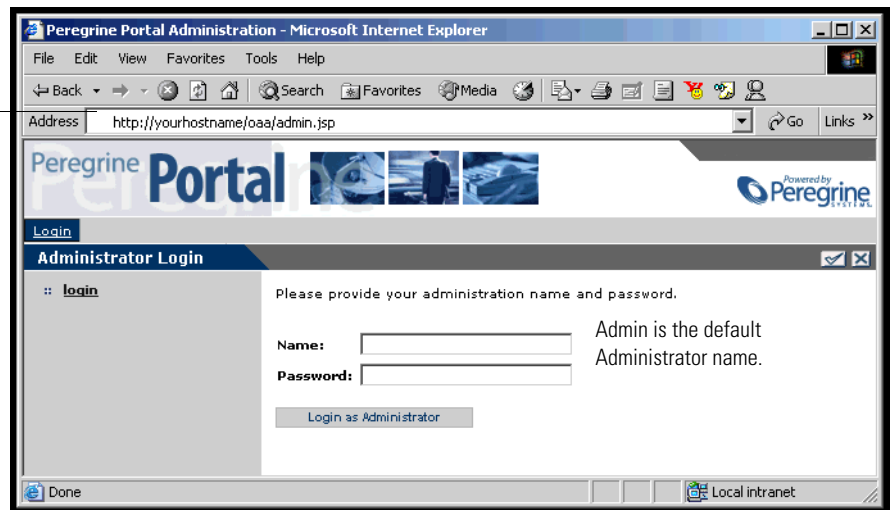 Peregrine Portal Administration - Microsoft Internet Explorer
File Edit View Favorites Tools Help
Back Search Favorites Media
Address http://yourhostname/oaa/admin.jsp Go Links »
Peregrine Portal
Powered by
Peregrine
SYSTEMS
Login
Administrator Login
:: login
Please provide your administration name and password.
Name:
Admin is the default
Administrator name.
Password:
Login as Administrator
Done Local intranet